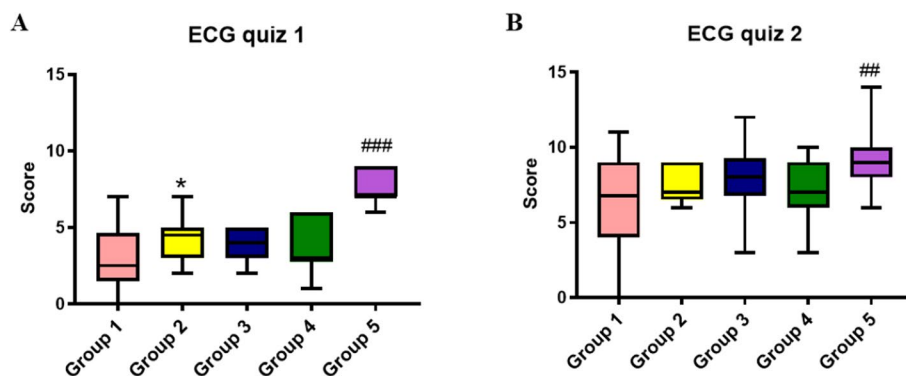 A
ECG quiz 1
15
10
5
0
Score
*
###
Group 1
Group 2
Group 3
Group 4
Group 5
B
ECG quiz 2
15
10
5
0
Score
##
Group 1
Group 2
Group 3
Group 4
Group 5